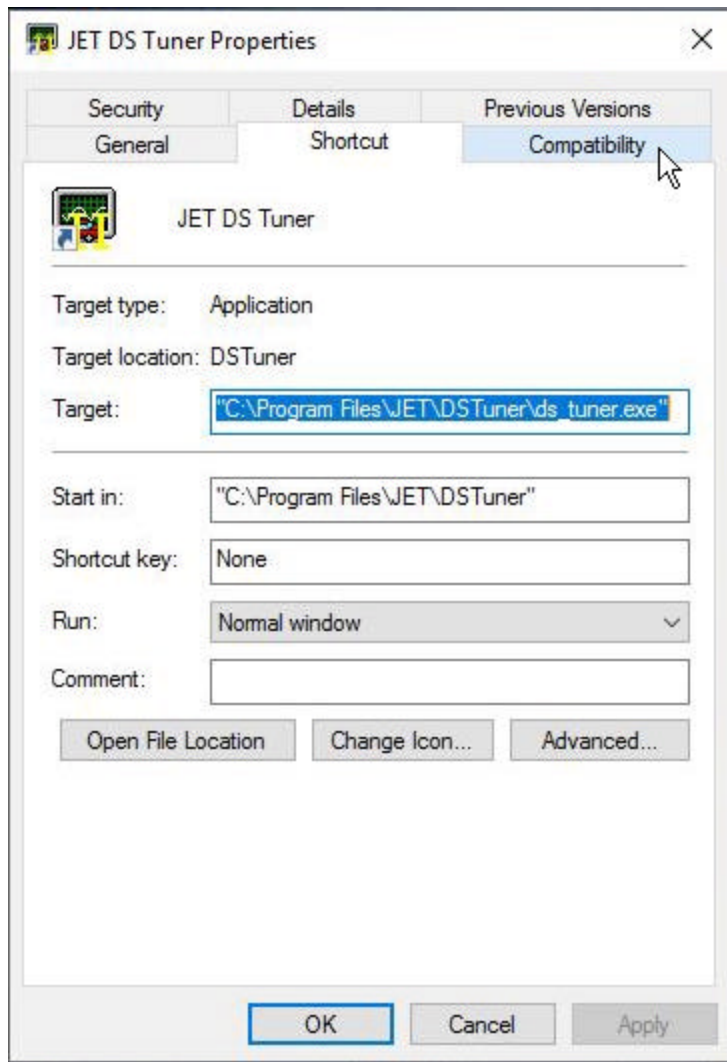 JET DS Tuner Properties
Security Details Previous Versions
General Shortcut Compatibility
JET DS Tuner
Target type: Application
Target location: DSTuner
Target: "C:\Program Files\JET\DSTuner\ds_tuner.exe"
Start in: "C:\Program Files\JET\DSTuner"
Shortcut key: None
Run: Normal window
Comment:
Open File Location Change Icon... Advanced...
OK Cancel Apply